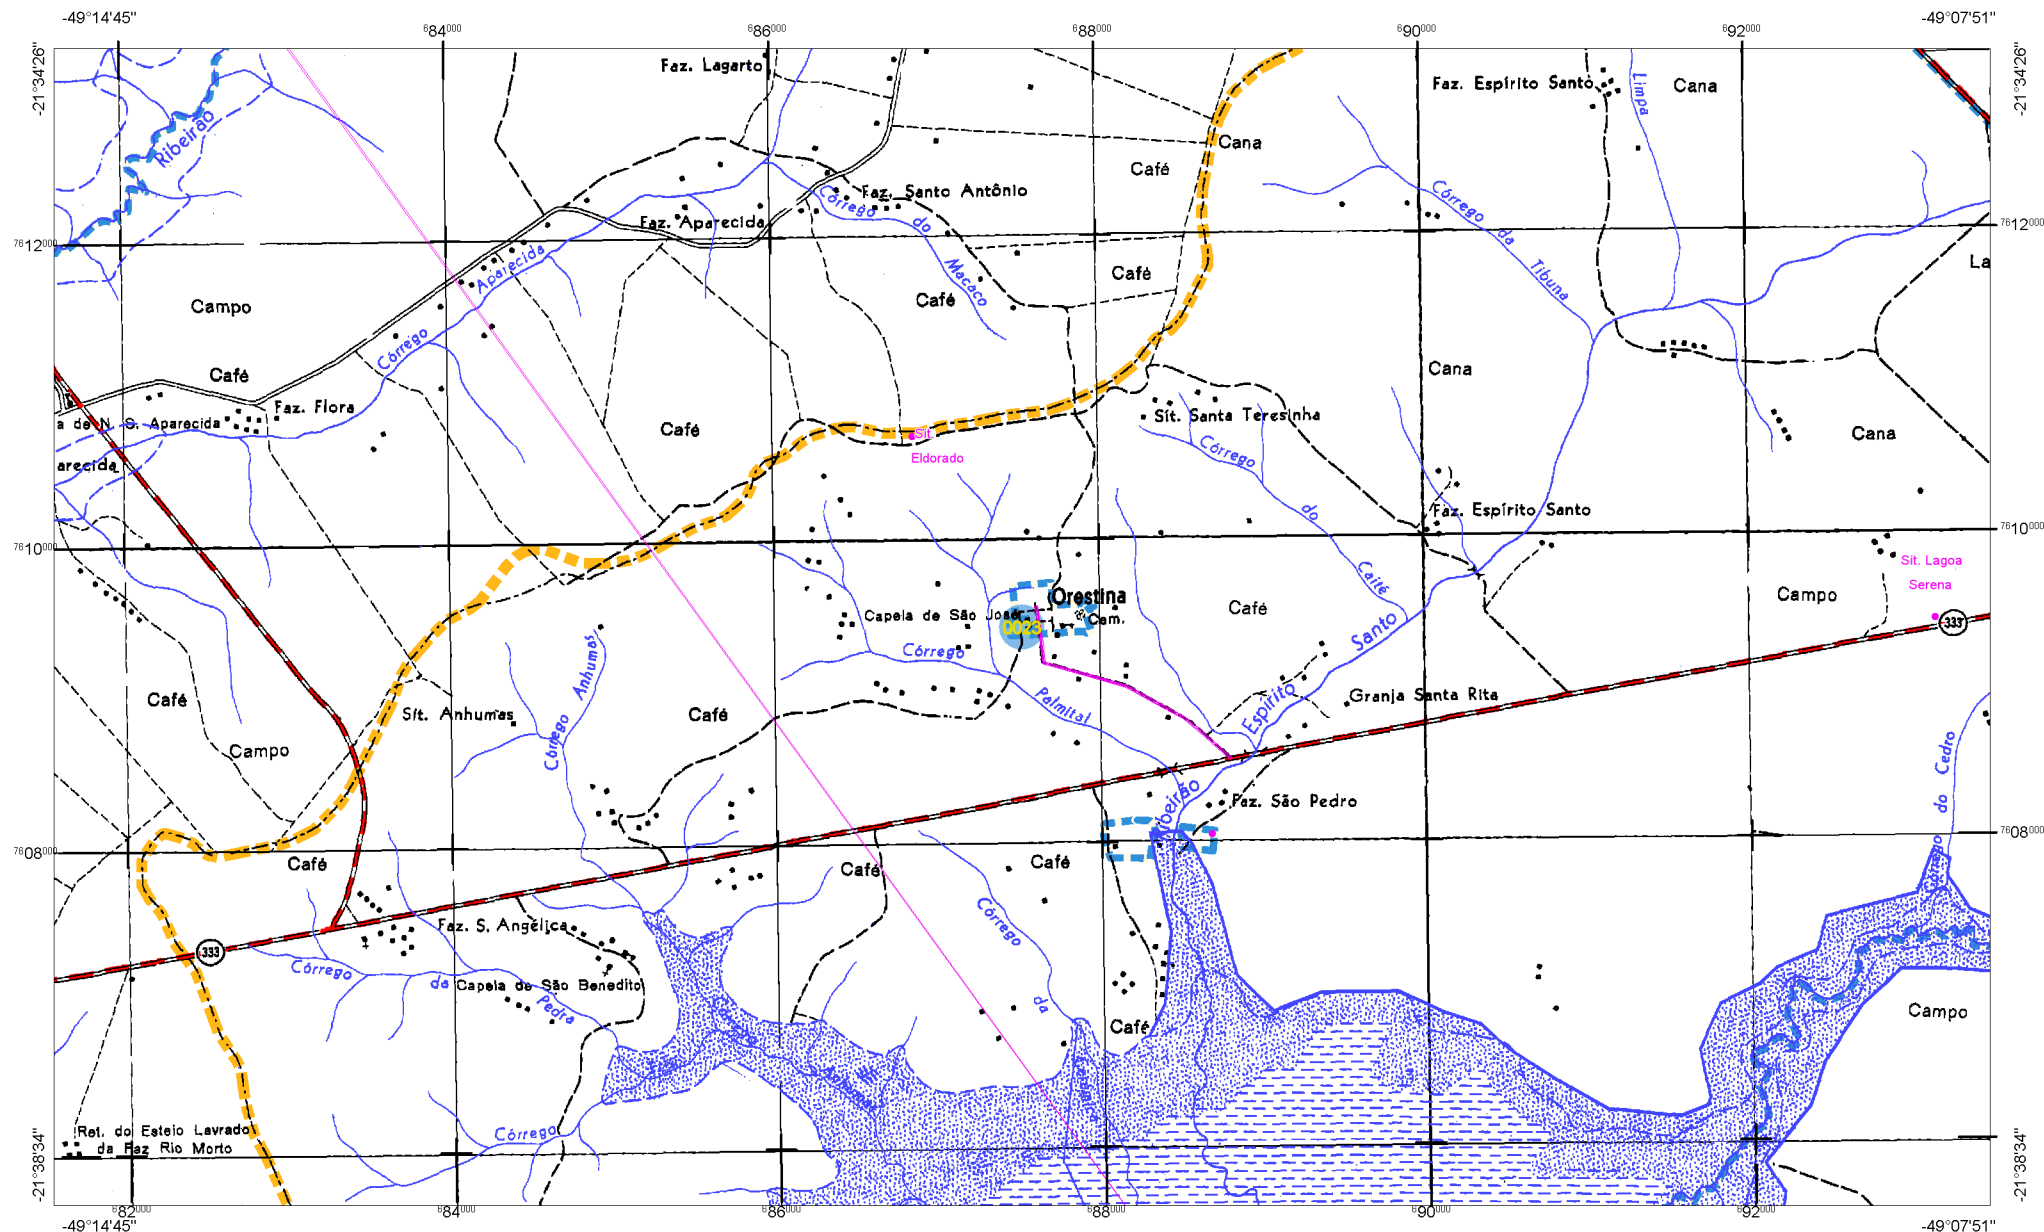 -49°14'45"
-49°07'51"
684000
686000
688000
690000
692000
-21°34'26"
-21°34'26"
Faz. Lagarto
Faz. Espírito Santo
Limpa
Cana
Ribeirão
Cana
Café
Faz. Santo Antônio
Córrego
do
Macaco
Córrego
da
Tibuna
Faz. Aparecida
7612000
7612000
Aparecida
Café
La
Campo
Café
Córrego
Café
Cana
Faz. Flora
a de N. S. Aparecida
Sít. Santa Teresinha
Café
Sít
Eldorado
Cana
arecida
Córrego
do
Caité
Faz. Espírito Santo
7610000
7610000
Sít. Lagoa
Serena
Orestina
Campo
Café
Capela de São José
0023
Cem.
333
Santo
Córrego
Palmital
Anhumas
Córrego
Espírito
Granja Santa Rita
Café
Sít. Anhumas
Café
Campo
do Cedro
Córrego
Ribeirão
Faz. São Pedro
7608000
7608000
Café
Café
Café
Faz. S. Angélica
Córrego
da
333
Córrego
da
Capela de São Benedito
Pedra
Campo
Café
Córrego
Anhumas
Ret. do Esteio Lavrado
da Faz Rio Morto
Córrego
-21°38'34"
-21°38'34"
682000
684000
686000
688000
690000
692000
-49°14'45"
-49°07'51"